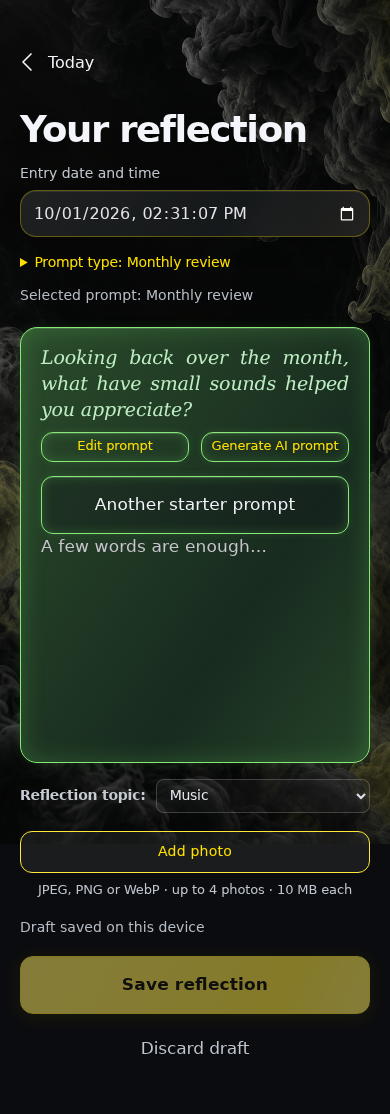 Today
Your reflection
Entry date and time
10/01/2026, 02:31:07 PM
Prompt type: Monthly review
Selected prompt: Monthly review
Looking back over the month,
what have small sounds helped
you appreciate?
Edit prompt
Generate AI prompt
Another starter prompt
A few words are enough...
Reflection topic:
Music
Add photo
JPEG, PNG or WebP · up to 4 photos · 10 MB each
Draft saved on this device
Save reflection
Discard draft